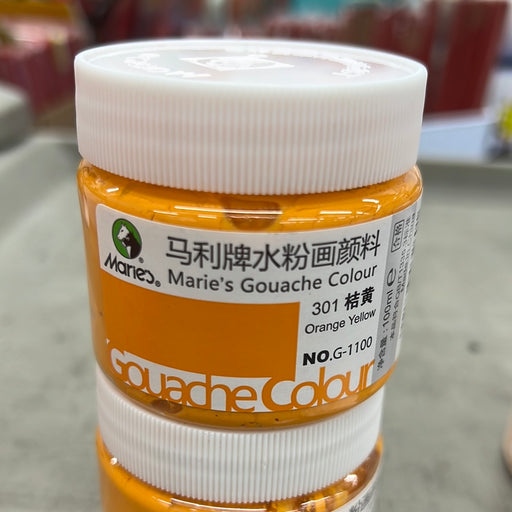 Marie's®
马利牌水粉画颜料
Marie's Gouache Colour
301 桔黄
Orange Yellow
NO.G-1100
Gouache Colour
净含量:100ml e